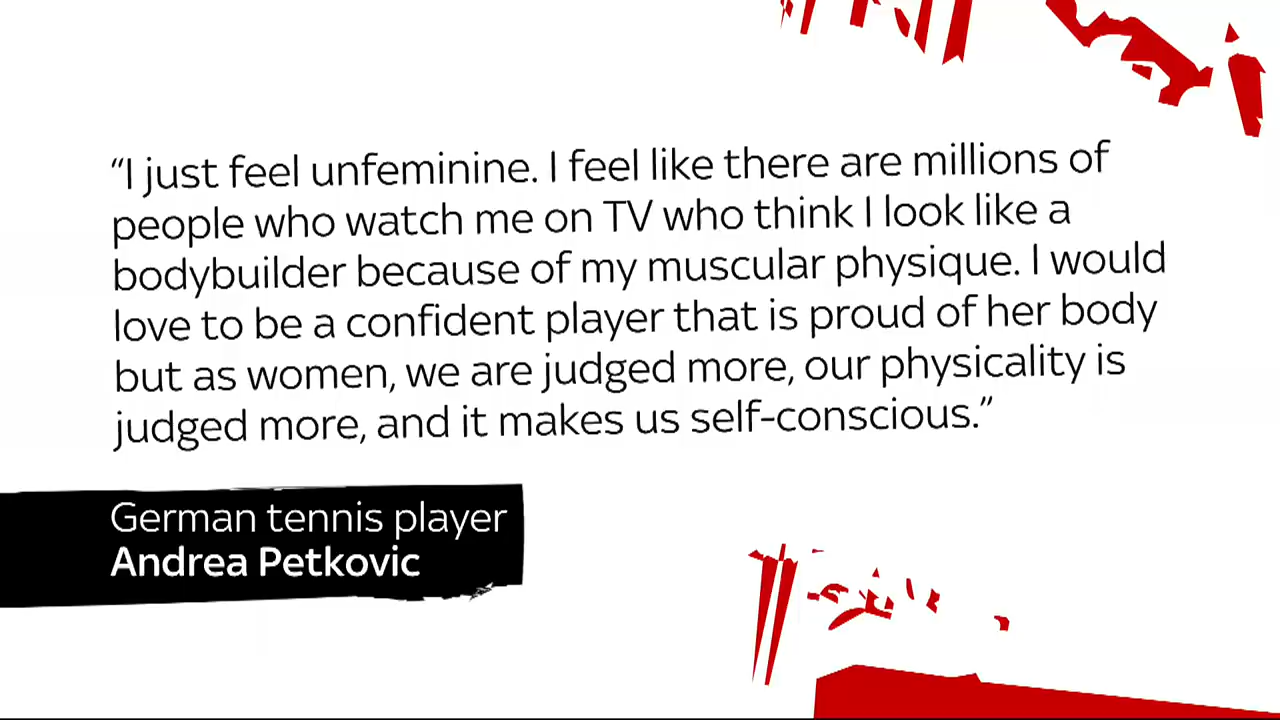 “I just feel unfeminine. I feel like there are millions of
people who watch me on TV who think I look like a
bodybuilder because of my muscular physique. I would
love to be a confident player that is proud of her body
but as women, we are judged more, our physicality is
judged more, and it makes us self-conscious.”
German tennis player
Andrea Petkovic